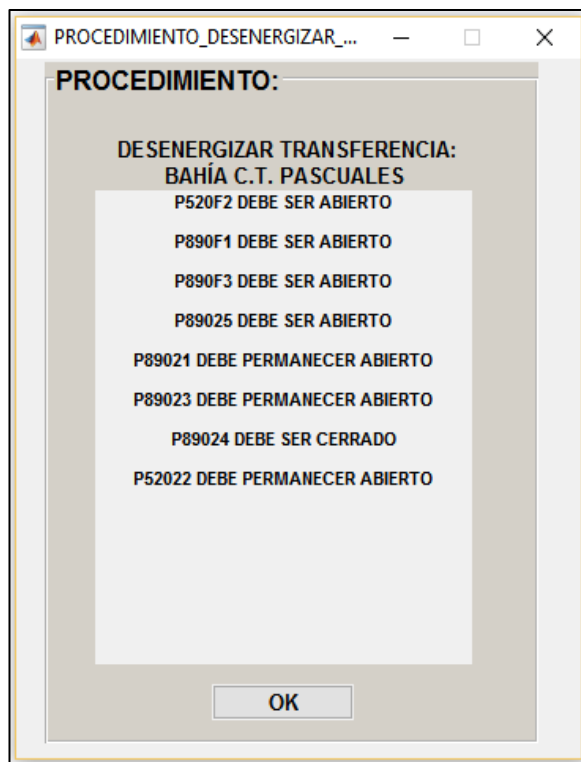 PROCEDIMIENTO_DESENERGIZAR_...
PROCEDIMIENTO:
DESENERGIZAR TRANSFERENCIA:
BAHÍA C.T. PASCUALES
P520F2 DEBE SER ABIERTO
P890F1 DEBE SER ABIERTO
P890F3 DEBE SER ABIERTO
P89025 DEBE SER ABIERTO
P89021 DEBE PERMANECER ABIERTO
P89023 DEBE PERMANECER ABIERTO
P89024 DEBE SER CERRADO
P52022 DEBE PERMANECER ABIERTO
OK